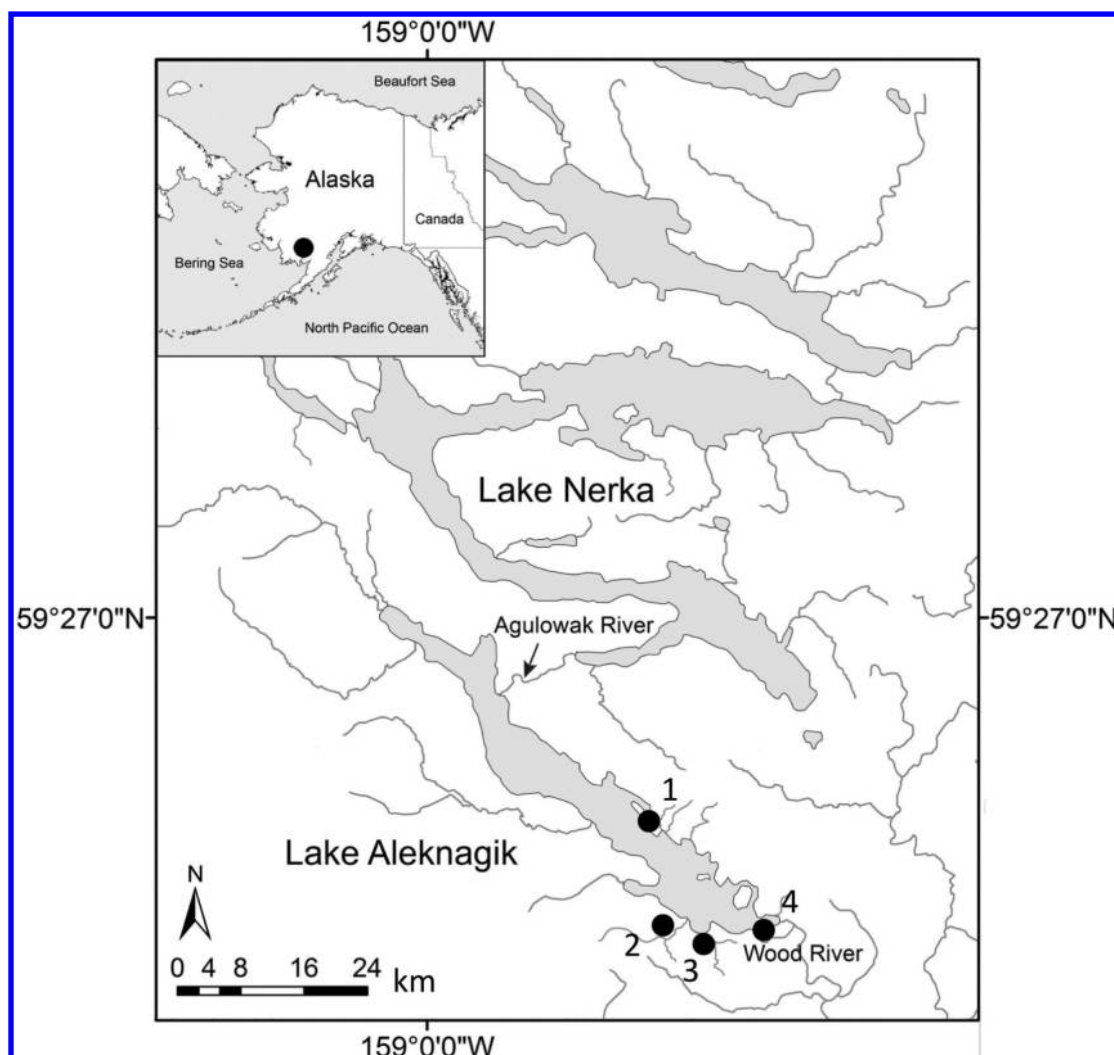 159°0'0"W
Beaufort Sea
Alaska
Canada
Bering Sea
North Pacific Ocean
Lake Nerka
59°27'0"N
59°27'0"N
Agulowak River
1
Lake Aleknagik
N
4
2
Wood River
3
0 4 8 16 24
km
159°0'0"W